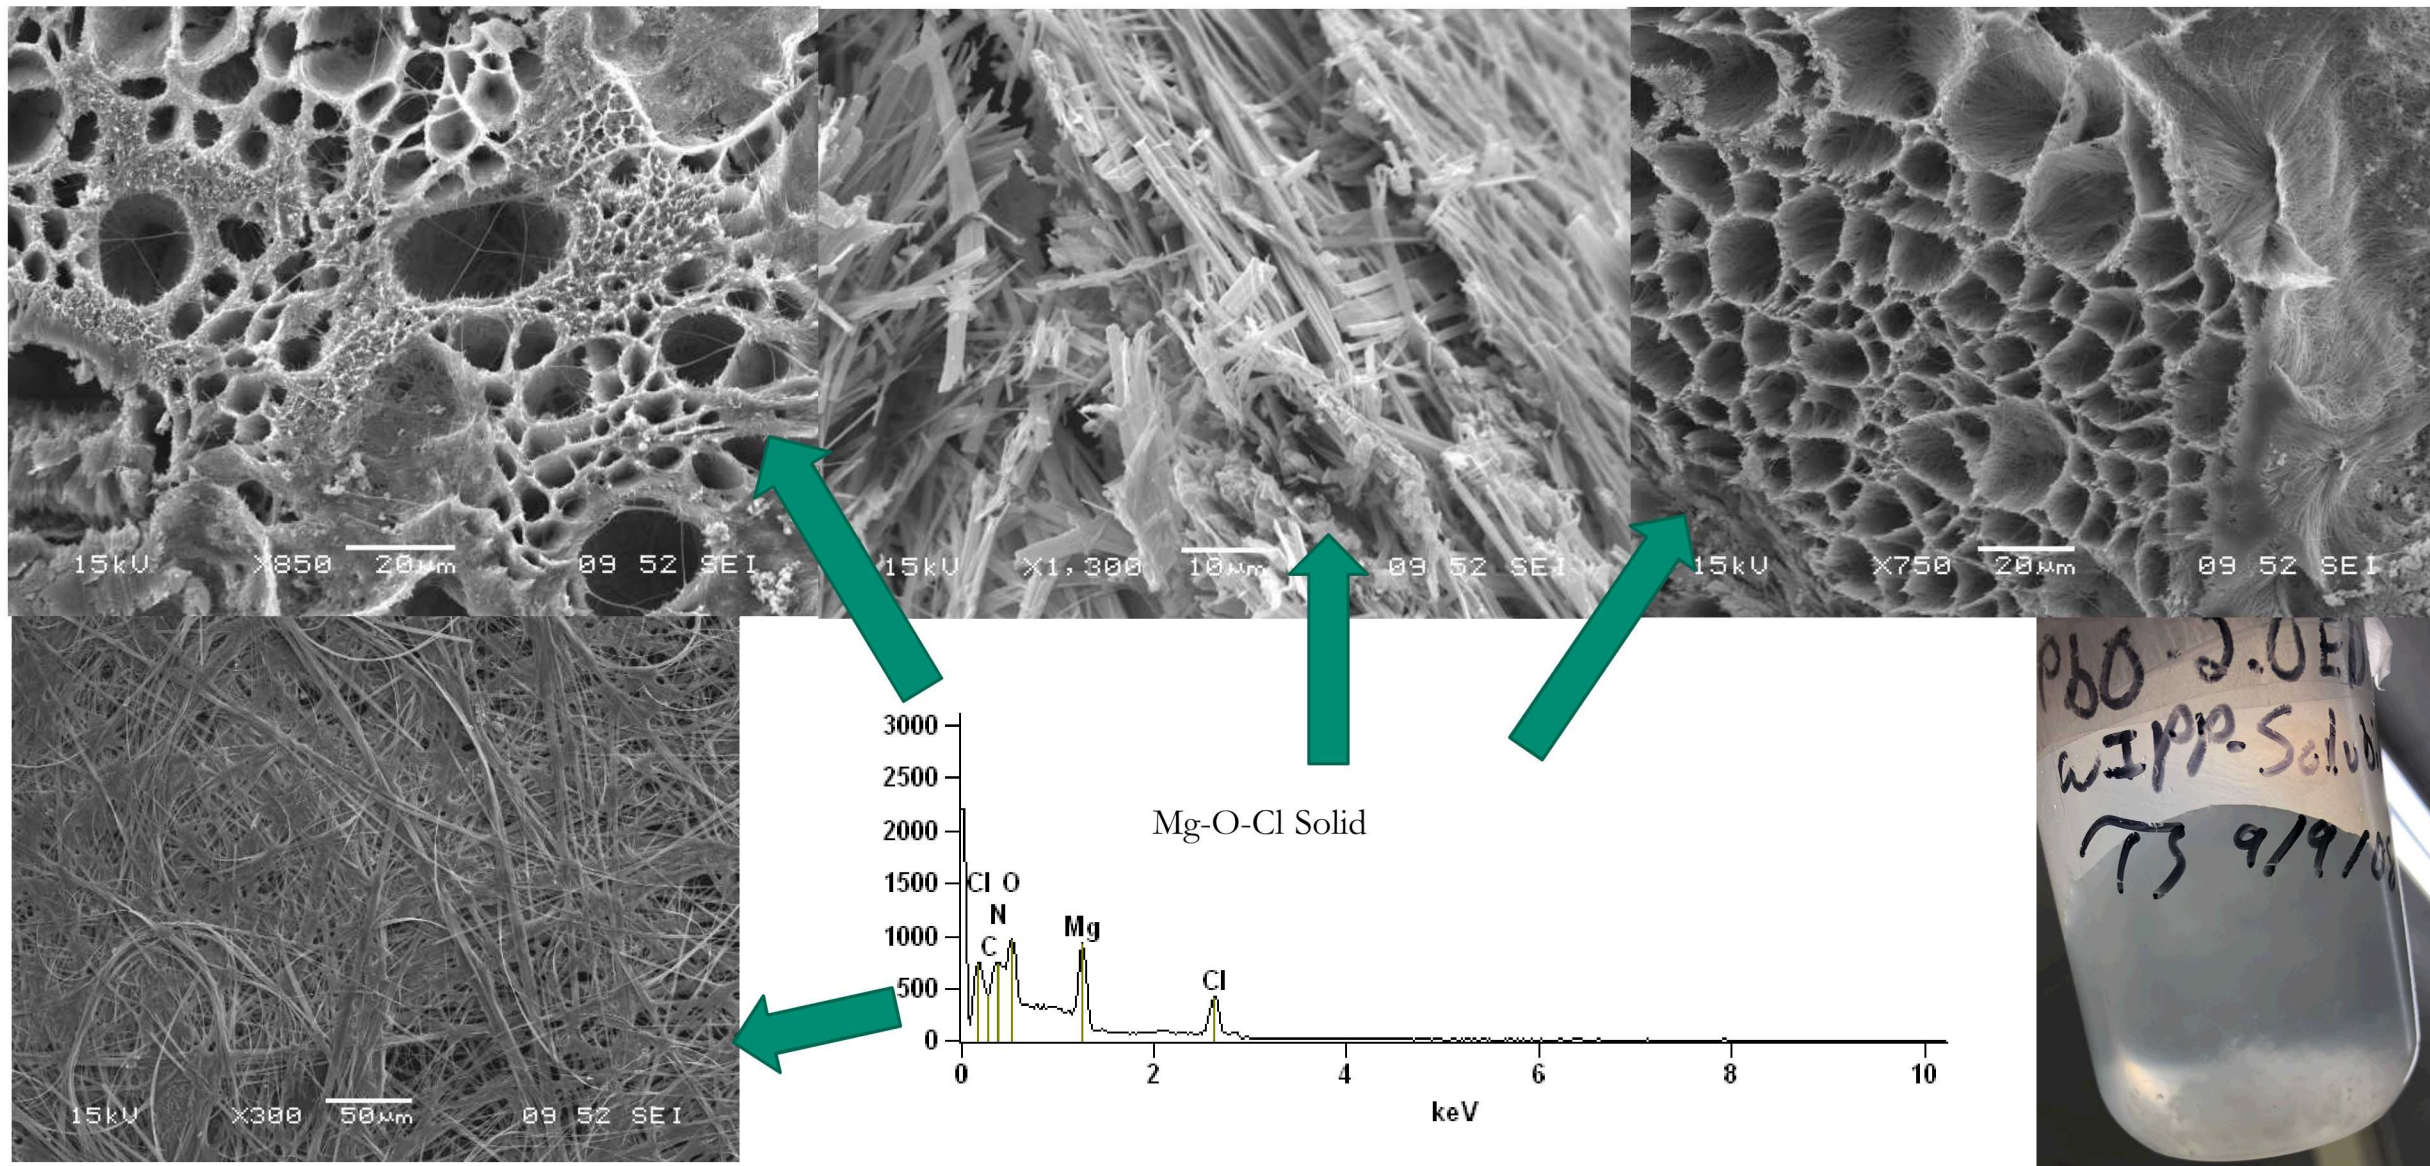 15kV X850 20μm 09 52 SEI
15kV X1,300 10μm 09 52 SEI
15kV X750 20μm 09 52 SEI
15kV X300 50μm 09 52 SEI
Mg-O-Cl Solid
3000
2500
2000
1500
1000
500
0
Cl O
N
C
Mg
Cl
0 2 4 6 8 10
keV
PbO
WIPP-
T3 9/9/